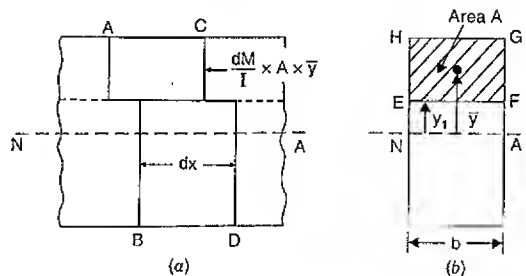 A C
dM/I × A × ȳ
N A
dx
B D
(a)
Area A
H G
E F
y₁ ȳ
N A
b
(b)